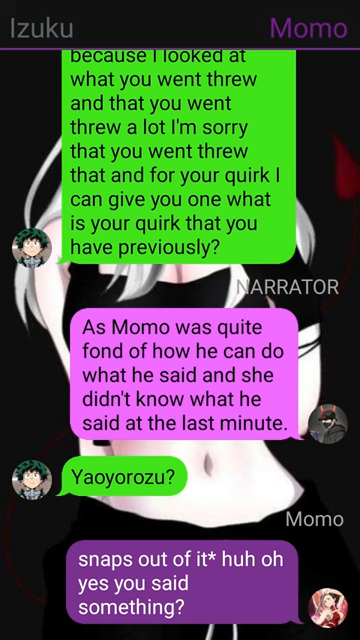 Izuku
Momo
because I looked at
what you went threw
and that you went
threw a lot I'm sorry
that you went threw
that and for your quirk I
can give you one what
is your quirk that you
have previously?
NARRATOR
As Momo was quite
fond of how he can do
what he said and she
didn't know what he
said at the last minute.
Yaoyorozu?
Momo
snaps out of it* huh oh
yes you said
something?